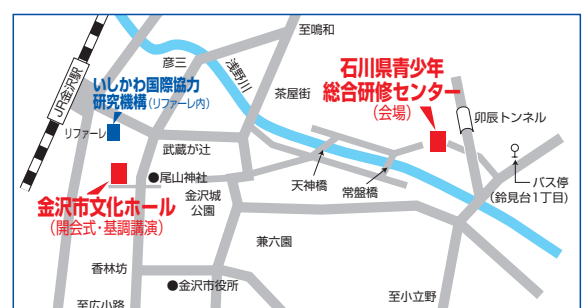 至鳴和
彦三
浅野川
石川県青少年
総合研修センター
(会場)
JR金沢駅
いしかわ国際協力
研究機構(リファーレ内)
茶屋街
卯辰トンネル
リファーレ
武蔵が辻
尾山神社
天神橋
常盤橋
バス停
(鈴見台1丁目)
金沢城
公園
金沢市文化ホール
(開会式・基調講演)
兼六園
香林坊
金沢市役所
至小立野
至広小路